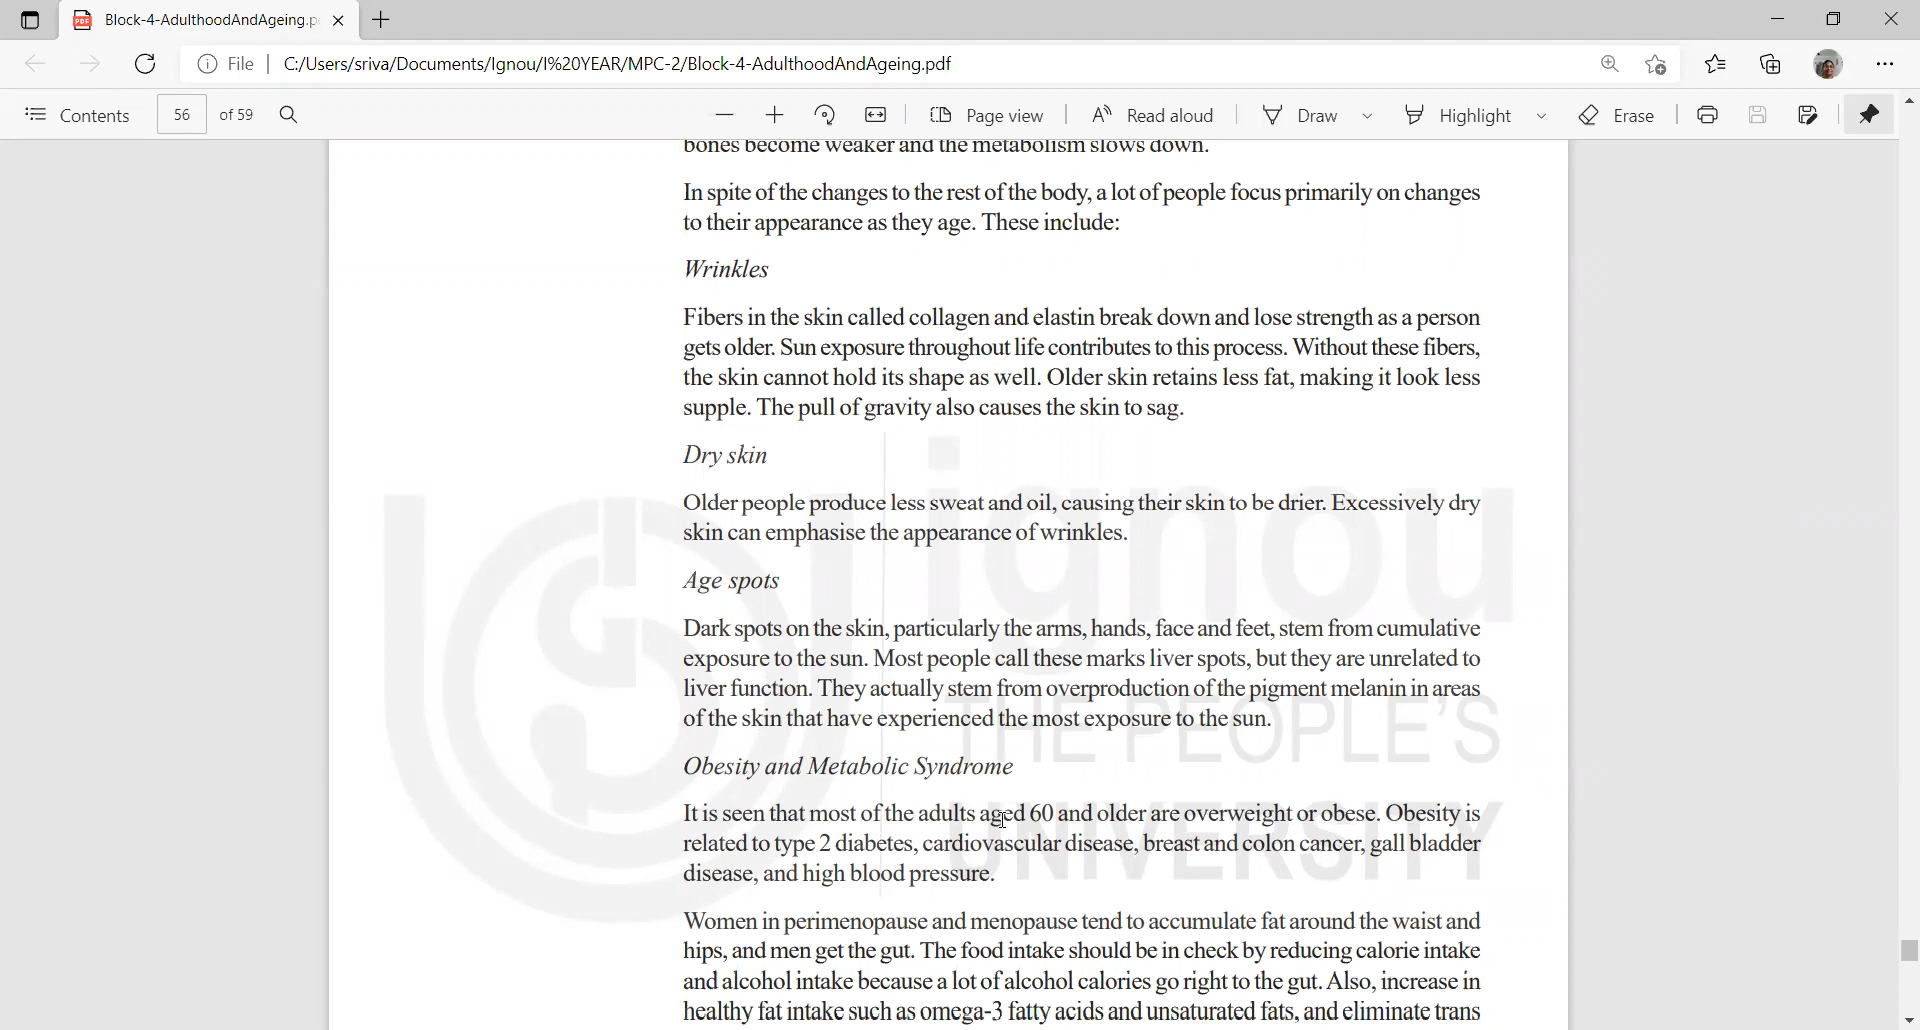 Block-4-AdulthoodAndAgeing.p
File
C:/Users/sriva/Documents/Ignou/I%20YEAR/MPC-2/Block-4-AdulthoodAndAgeing.pdf
Contents
56
of 59
Page view
Read aloud
Draw
Highlight
Erase
bones become weaker and the metabolism slows down.
In spite of the changes to the rest of the body, a lot of people focus primarily on changes
to their appearance as they age. These include:
Wrinkles
Fibers in the skin called collagen and elastin break down and lose strength as a person
gets older. Sun exposure throughout life contributes to this process. Without these fibers,
the skin cannot hold its shape as well. Older skin retains less fat, making it look less
supple. The pull of gravity also causes the skin to sag.
Dry skin
Older people produce less sweat and oil, causing their skin to be drier. Excessively dry
skin can emphasise the appearance of wrinkles.
Age spots
Dark spots on the skin, particularly the arms, hands, face and feet, stem from cumulative
exposure to the sun. Most people call these marks liver spots, but they are unrelated to
liver function. They actually stem from overproduction of the pigment melanin in areas
of the skin that have experienced the most exposure to the sun.
Obesity and Metabolic Syndrome
It is seen that most of the adults aged 60 and older are overweight or obese. Obesity is
related to type 2 diabetes, cardiovascular disease, breast and colon cancer, gall bladder
disease, and high blood pressure.
Women in perimenopause and menopause tend to accumulate fat around the waist and
hips, and men get the gut. The food intake should be in check by reducing calorie intake
and alcohol intake because a lot of alcohol calories go right to the gut. Also, increase in
healthy fat intake such as omega-3 fatty acids and unsaturated fats, and eliminate trans
ignou
THE PEOPLE'S
UNIVERSITY